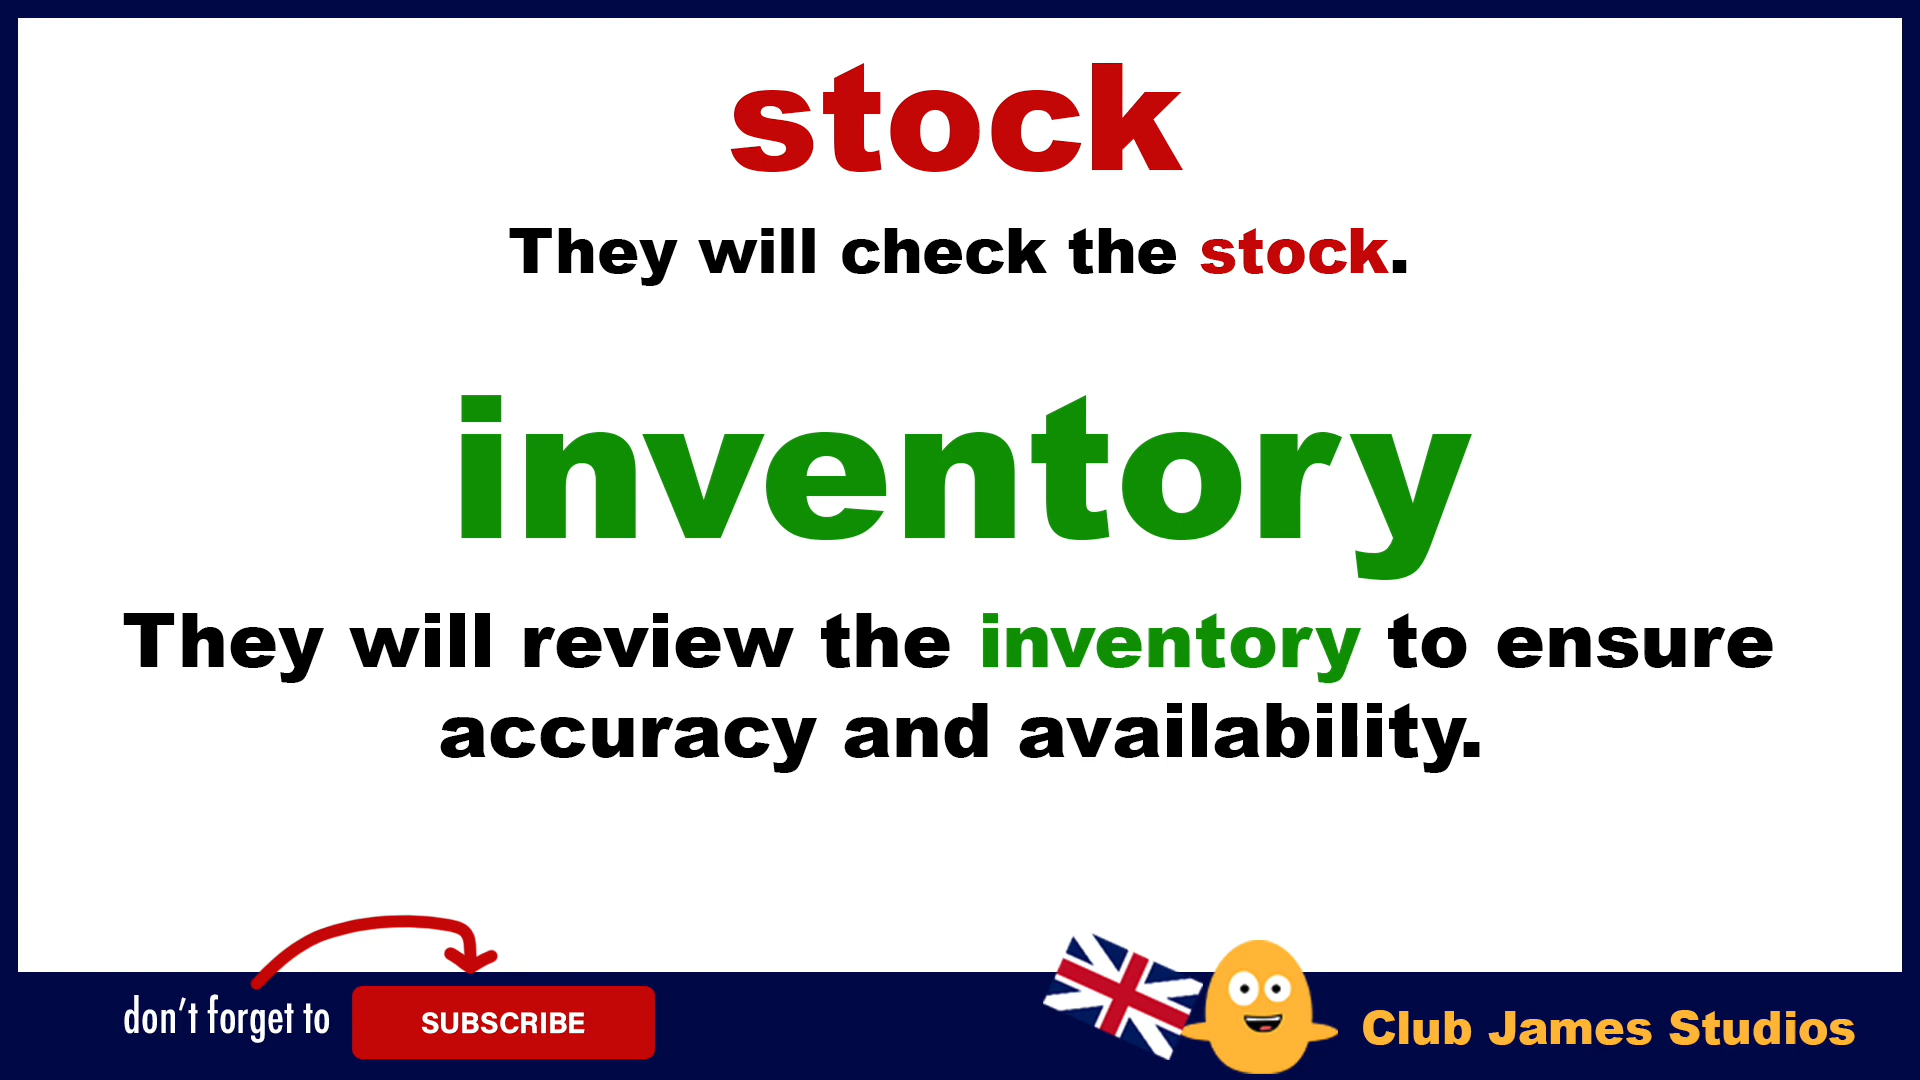 stock
They will check the stock.
inventory
They will review the inventory to ensure
accuracy and availability.
don't forget to
SUBSCRIBE
Club James Studios